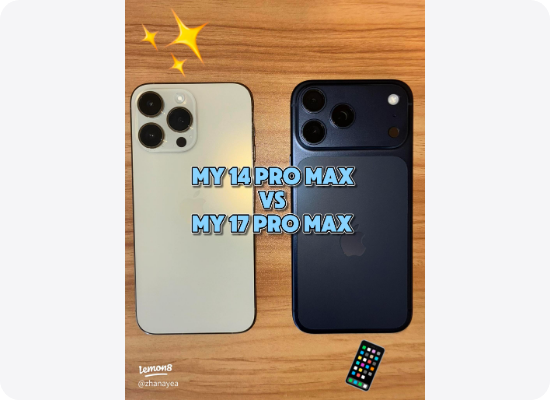 MY 14 PRO MAX
VS
MY 17 PRO MAX
Lemon8
@zhanayea